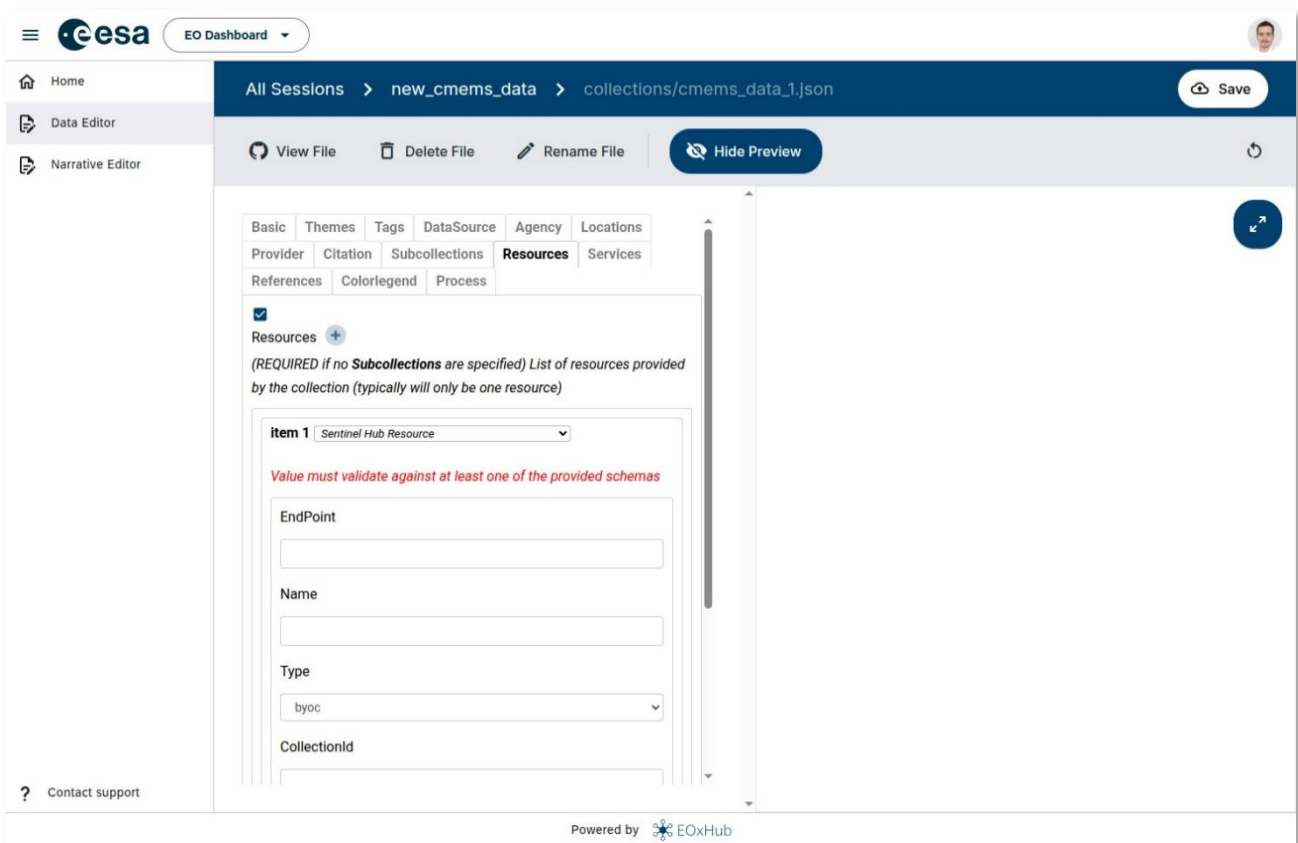 esa
EO Dashboard
Home
Data Editor
Narrative Editor
All Sessions > new_cmems_data > collections/cmems_data_1.json
Save
View File
Delete File
Rename File
Hide Preview
Basic Themes Tags DataSource Agency Locations
Provider Citation Subcollections Resources Services
References Colorlegend Process
Resources +
(REQUIRED if no Subcollections are specified) List of resources provided
by the collection (typically will only be one resource)
item 1 Sentinel Hub Resource
Value must validate against at least one of the provided schemas
EndPoint
Name
Type
byoc
CollectionId
? Contact support
Powered by EOxHub